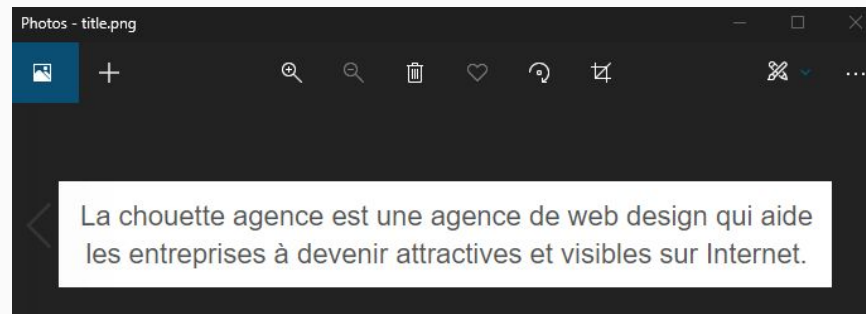 Photos - title.png
La chouette agence est une agence de web design qui aide
les entreprises à devenir attractives et visibles sur Internet.